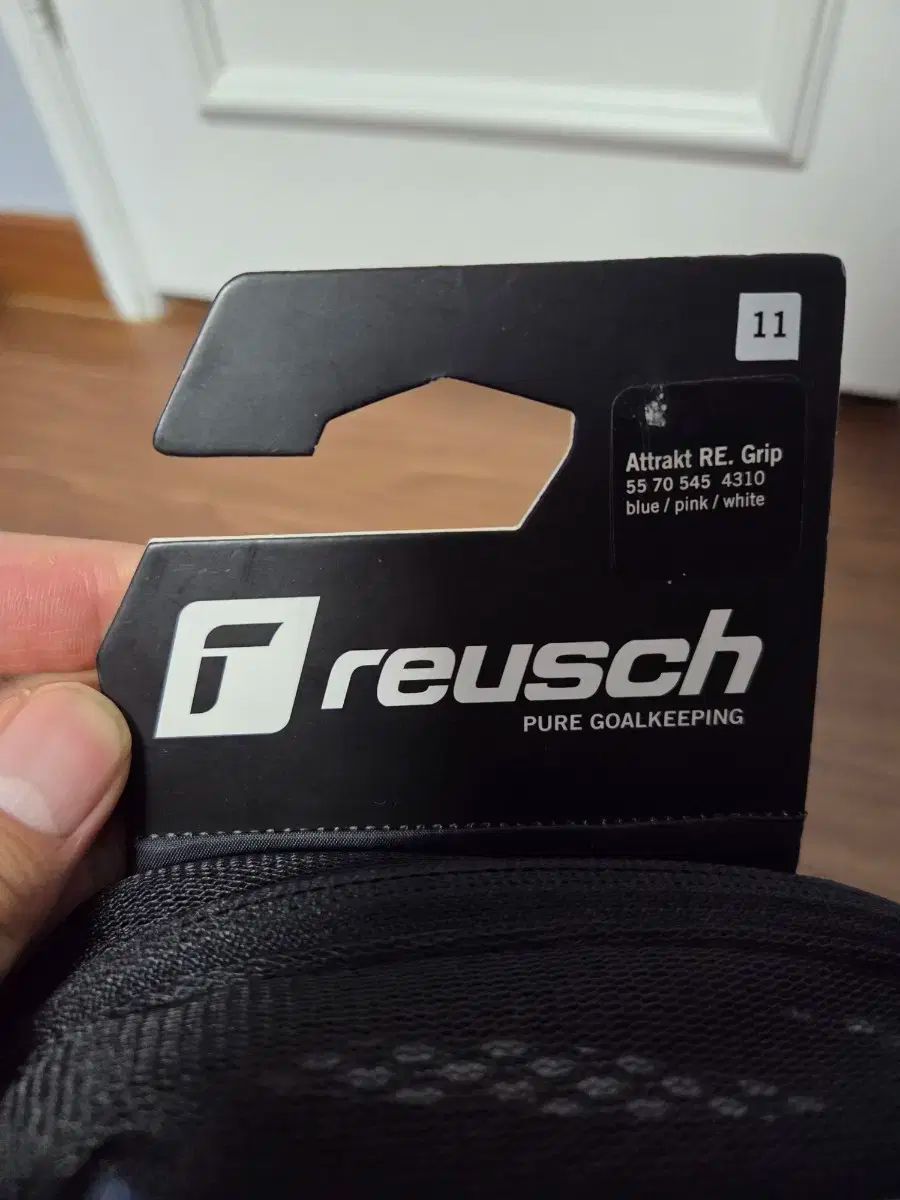 11
Attrakt RE. Grip
55 70 545 4310
blue / pink / white
reusch
PURE GOALKEEPING